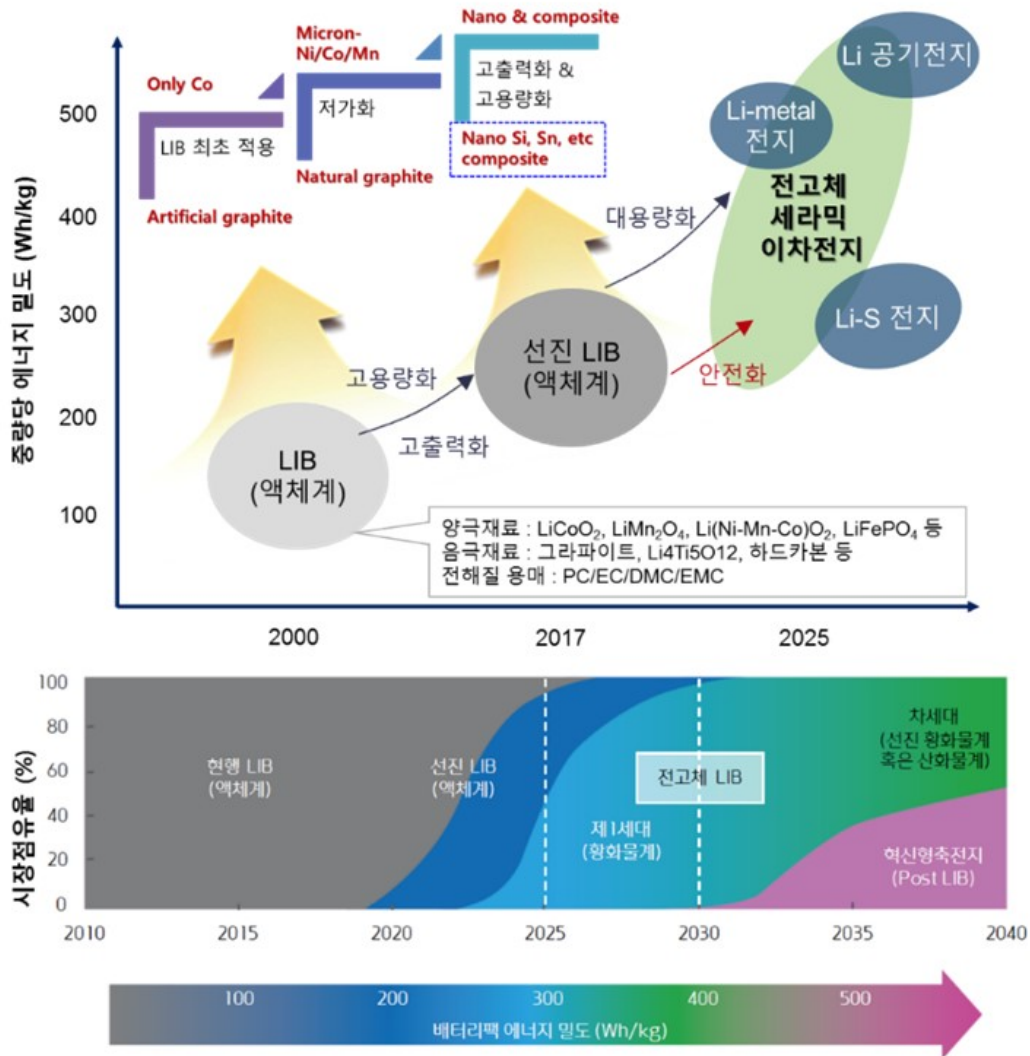 중량당 에너지 밀도 (Wh/kg)
500
400
300
200
100
Only Co
LIB 최초 적용
Artificial graphite
Micron-
Ni/Co/Mn
저가화
Natural graphite
Nano & composite
고출력화 &
고용량화
Nano Si, Sn, etc
composite
Li 공기전지
Li-metal
전지
전고체
세라믹
이차전지
Li-S 전지
대용량화
안전화
선진 LIB
(액체계)
고용량화
고출력화
LIB
(액체계)
양극재료 : LiCoO₂, LiMn₂O₄, Li(Ni-Mn-Co)O₂, LiFePO₄ 등
음극재료 : 그라파이트, Li4Ti5O12, 하드카본 등
전해질 용매 : PC/EC/DMC/EMC
2000 2017 2025
시장점유율 (%)
100
80
60
40
20
0
현행 LIB
(액체계)
선진 LIB
(액체계)
전고체 LIB
제1세대
(황화물계)
차세대
(선진 황화물계
혹은 산화물계)
혁신형축전지
(Post LIB)
2010 2015 2020 2025 2030 2035 2040
100 200 300 400 500
배터리팩 에너지 밀도 (Wh/kg)